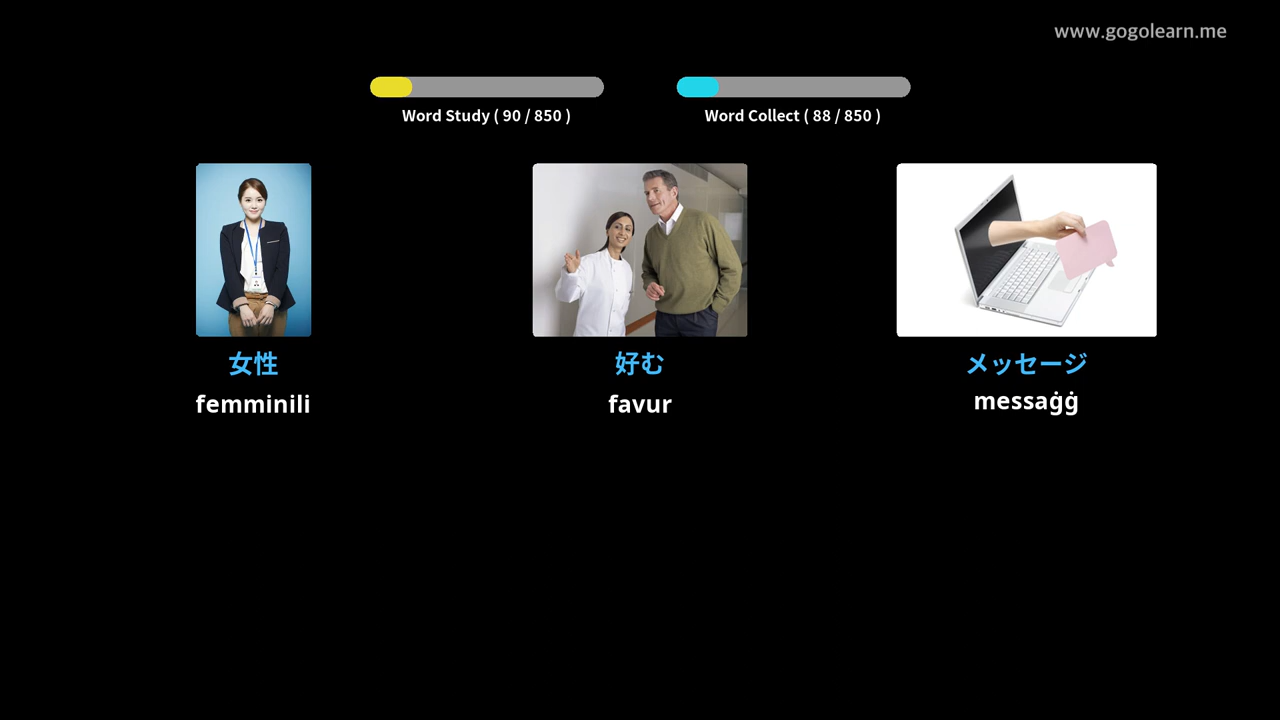 www.gogolearn.me
Word Study ( 90 / 850 )
Word Collect ( 88 / 850 )
女性
femminili
好む
favur
メッセージ
messaġġ